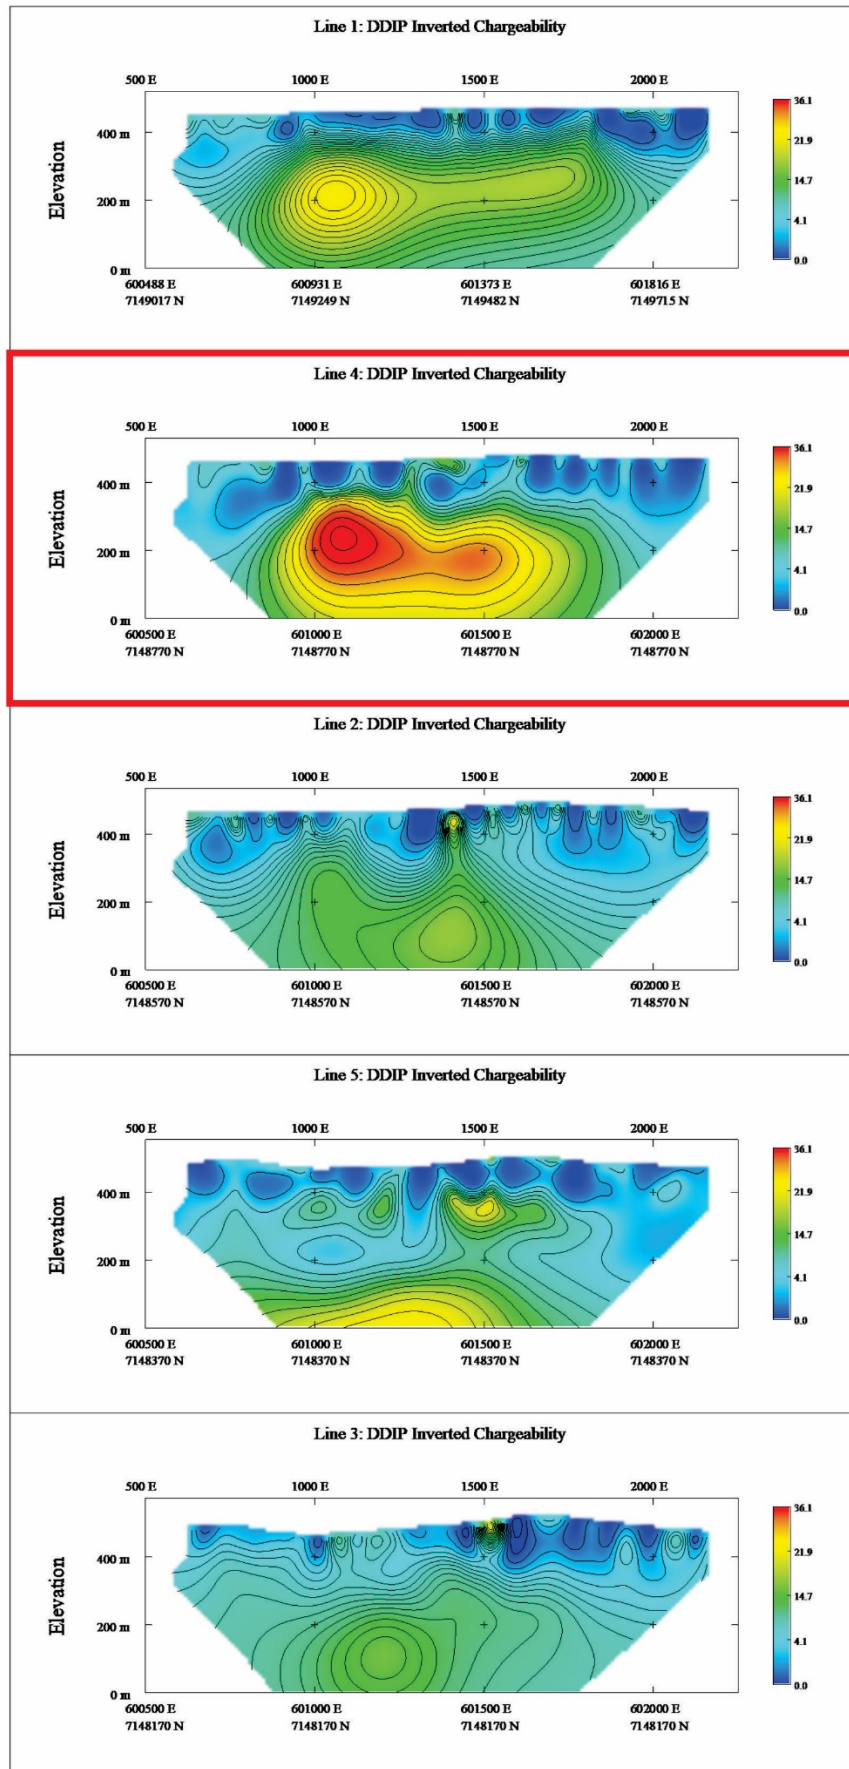 Line 1: DDIP Inverted Chargeability
500 E 1000 E 1500 E 2000 E
Elevation
400 m
200 m
0 m
36.1
21.9
14.7
4.1
0.0
600488 E 600931 E 601373 E 601816 E
7149017 N 7149249 N 7149482 N 7149715 N
Line 4: DDIP Inverted Chargeability
500 E 1000 E 1500 E 2000 E
Elevation
400 m
200 m
0 m
36.1
21.9
14.7
4.1
0.0
600500 E 601000 E 601500 E 602000 E
7148770 N 7148770 N 7148770 N 7148770 N
Line 2: DDIP Inverted Chargeability
500 E 1000 E 1500 E 2000 E
Elevation
400 m
200 m
0 m
36.1
21.9
14.7
4.1
0.0
600500 E 601000 E 601500 E 602000 E
7148570 N 7148570 N 7148570 N 7148570 N
Line 5: DDIP Inverted Chargeability
500 E 1000 E 1500 E 2000 E
Elevation
400 m
200 m
0 m
36.1
21.9
14.7
4.1
0.0
600500 E 601000 E 601500 E 602000 E
7148370 N 7148370 N 7148370 N 7148370 N
Line 3: DDIP Inverted Chargeability
500 E 1000 E 1500 E 2000 E
Elevation
400 m
200 m
0 m
36.1
21.9
14.7
4.1
0.0
600500 E 601000 E 601500 E 602000 E
7148170 N 7148170 N 7148170 N 7148170 N